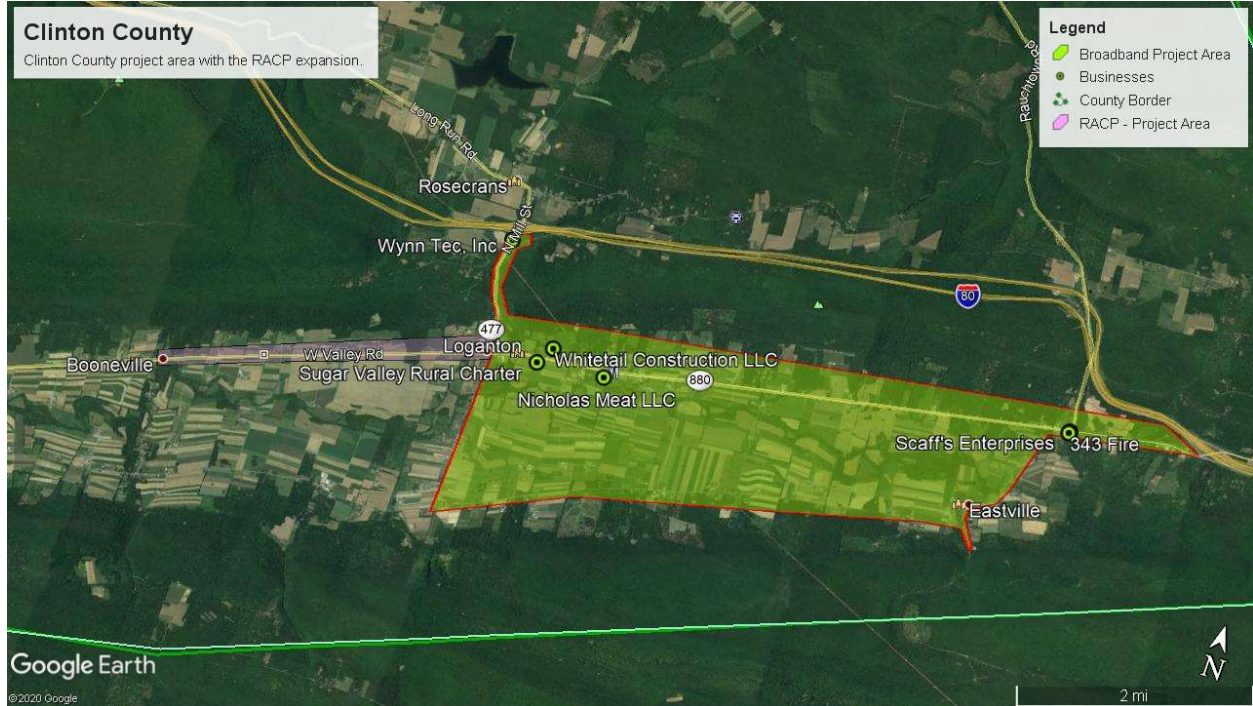 Clinton County
Clinton County project area with the RACP expansion.
Legend
Broadband Project Area
Businesses
County Border
RACP - Project Area
Rauchtown Rd
Long Run Rd
Rosecrans
N Mill St
Wynn Tec, Inc
80
477
Loganton
W Valley Rd
Booneville
Whitetail Construction LLC
Sugar Valley Rural Charter
880
Nicholas Meat LLC
Scaff's Enterprises
343 Fire
Eastville
N
Google Earth
©2020 Google
2 mi